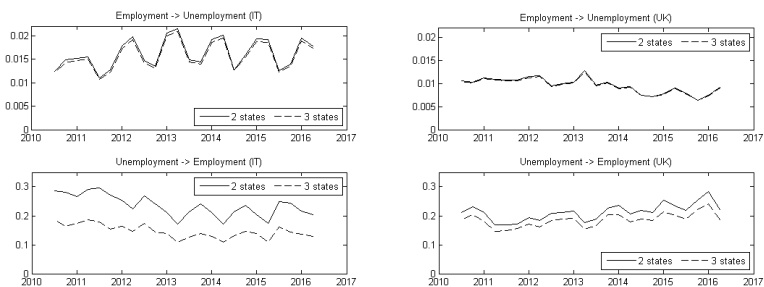 Employment -> Unemployment (IT)
0.02
0.015
0.01
0.005
0
2010 2011 2012 2013 2014 2015 2016 2017
2 states 3 states
Employment -> Unemployment (UK)
0.02
0.015
0.01
0.005
0
2010 2011 2012 2013 2014 2015 2016 2017
2 states 3 states
Unemployment -> Employment (IT)
0.3
0.2
0.1
0
2010 2011 2012 2013 2014 2015 2016 2017
2 states 3 states
Unemployment -> Employment (UK)
0.3
0.2
0.1
0
2010 2011 2012 2013 2014 2015 2016 2017
2 states 3 states